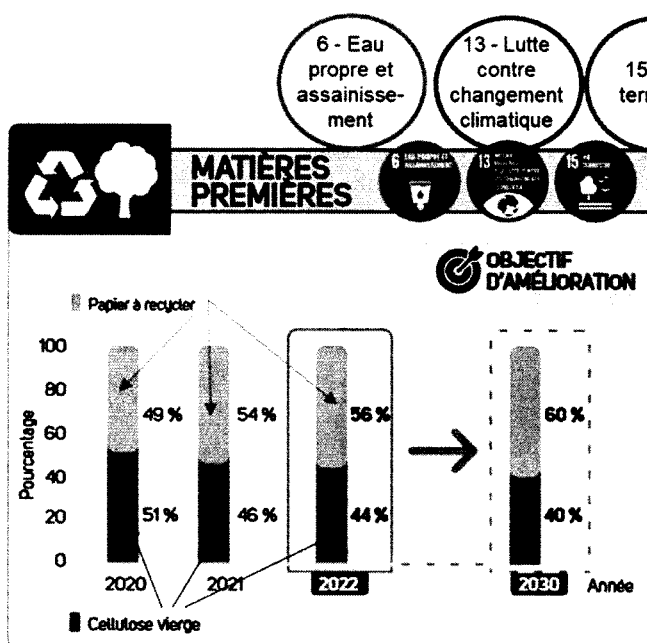 6 - Eau
propre et
assainisse-
ment
13 - Lutte
contre
changement
climatique
15
terr
MATIÈRES
PREMIÈRES
6
13
15
OBJECTIF
D'AMÉLIORATION
Papier à recycler
100
80
60
40
20
0
Pourcentage
49 %
54 %
56 %
60 %
51 %
46 %
44 %
40 %
2020
2021
2022
2030
Année
Cellulose vierge